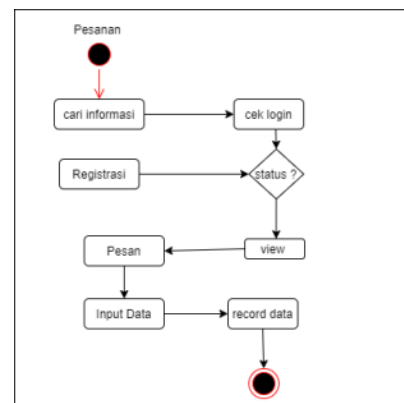 Pesanan
cari informasi
cek login
Registrasi
status ?
Pesan
view
Input Data
record data